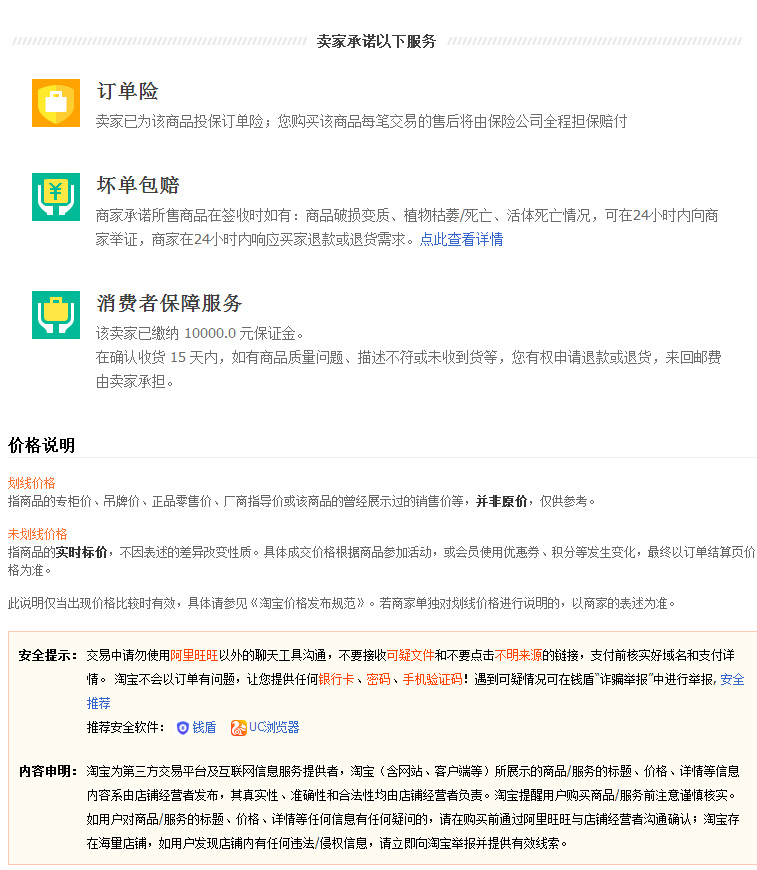 卖家承诺以下服务
订单险
卖家已为该商品投保订单险；您购买该商品每笔交易的售后将由保险公司全程担保赔付
坏单包赔
商家承诺所售商品在签收时如有：商品破损变质、植物枯萎/死亡、活体死亡情况，可在24小时内向商
家举证，商家在24小时内响应买家退款或退货需求。点此查看详情
消费者保障服务
该卖家已缴纳 10000.0 元保证金。
在确认收货 15 天内，如有商品质量问题、描述不符或未收到货等，您有权申请退款或退货，来回邮费
由卖家承担。
价格说明
划线价格
指商品的专柜价、吊牌价、正品零售价、厂商指导价或该商品的曾经展示过的销售价等，并非原价，仅供参考。
未划线价格
指商品的实时标价，不因表述的差异改变性质。具体成交价格根据商品参加活动，或会员使用优惠券、积分等发生变化，最终以订单结算页价
格为准。
此说明仅当出现价格比较时有效，具体请参见《淘宝价格发布规范》。若商家单独对划线价格进行说明的，以商家的表述为准。
安全提示： 交易中请勿使用阿里旺旺以外的聊天工具沟通，不要接收可疑文件和不要点击不明来源的链接，支付前核实好域名和支付详
情。 淘宝不会以订单有问题，让您提供任何银行卡、密码、手机验证码！遇到可疑情况可在钱盾“诈骗举报”中进行举报, 安全
推荐
推荐安全软件： 钱盾 UC浏览器
内容申明： 淘宝为第三方交易平台及互联网信息服务提供者，淘宝（含网站、客户端等）所展示的商品/服务的标题、价格、详情等信息
内容系由店铺经营者发布，其真实性、准确性和合法性均由店铺经营者负责。淘宝提醒用户购买商品/服务前注意谨慎核实。
如用户对商品/服务的标题、价格、详情等任何信息有任何疑问的，请在购买前通过阿里旺旺与店铺经营者沟通确认；淘宝存
在海量店铺，如用户发现店铺内有任何违法/侵权信息，请立即向淘宝举报并提供有效线索。